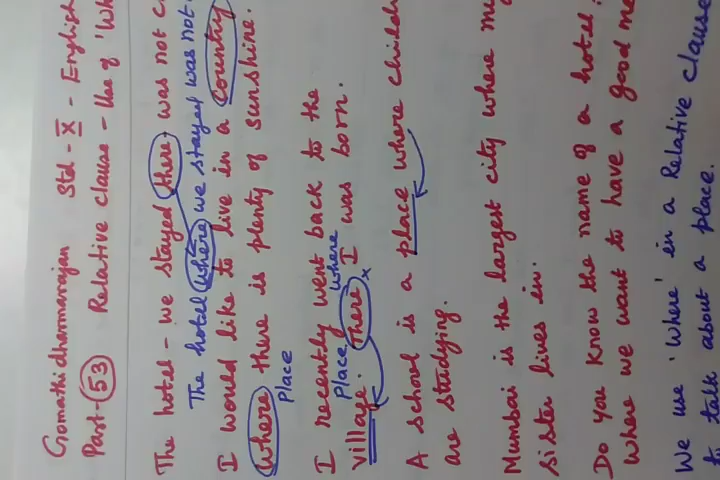 Gomathi dharmarajan Std - X - English
Part - 53 Relative clause - Use of 'Wh
The hotel - we stayed there, was not c
The hotel where we stayed was not
I would like to live in a country
where there is plenty of sunshine.
Place
I recently went back to the
Place where
village. There x I was born.
A school is a place where child
are studying.
Mumbai is the largest city where m
sister lives in.
Do you know the name of a hotel
where we want to have a good me
We use 'Where' in a Relative clause
to talk about a place.